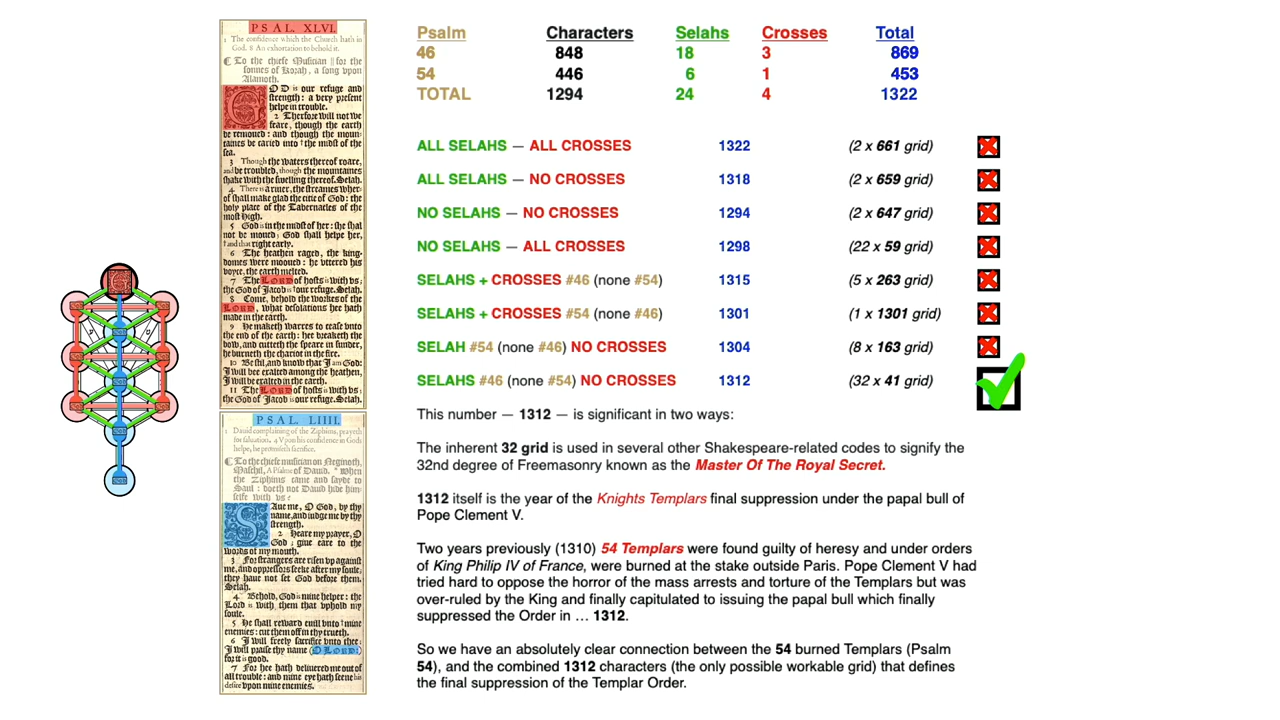 PSAL. XLVI.
1 The confidence which the Church hath in
God. 8 An exhortation to behold it.
¶ To the chiefe Musician || for the
sonnes of Korah, a song vpon
Alamoth.
GOD is our refuge and
strength: a very present
helpe in trouble.
2 Therfore will not we
feare, though the earth
be remoued: and though the moun-
taines be caried into † the midst of the
sea.
3 Though the waters thereof roare,
and be troubled, though the mountaines
shake with the swelling thereof. Selah.
4 There is a riuer, the streames wher-
of shall make glad the citie of God: the
holy place of the Tabernacles of the
most High.
5 God is in the midst of her: she shal
not be moued; God shall helpe her,
† and that right early.
6 The heathen raged, the king-
domes were mooued: he vttered his
voyce, the earth melted.
7 The LORD of hosts is with vs;
the God of Jacob is † our refuge. Selah.
8 Come, behold the workes of the
LORD, what desolations hee hath
made in the earth.
9 He maketh warres to cease vnto
the end of the earth: hee breaketh the
bow, and cutteth the speare in sunder,
he burneth the chariot in the fire.
10 Be stil, and know that I am God:
I will bee exalted among the heathen,
I will be exalted in the earth.
11 The LORD of hosts is with vs;
the God of Jacob is our refuge. Selah.
PSAL. LIIII.
1 Dauid complaining of the Ziphims, prayeth
for saluation. 4 Vpon his confidence in Gods
helpe, he promiseth sacrifice.
¶ To the chiefe musician on Neginoth,
Maschil, A Psalme of Dauid, * when
the Ziphims came and sayde to
Saul: doeth not Dauid hide him-
selfe with vs?
SAue me, O God, by thy
name, and iudge me by thy
strength.
2 Heare my prayer, O
God; giue eare to the
words of my mouth.
3 For strangers are risen vp against
me, and oppressors seeke after my soule;
they haue not set God before them.
Selah.
4 Behold, God is mine helper: the
Lord is with them that vphold my
soule.
5 He shall reward euill vnto † mine
enemies: cut them off in thy trueth.
6 I will freely sacrifice vnto thee:
I will praise thy name (O LORD:)
for it is good.
7 For hee hath deliuered me out of
all trouble: and mine eye hath seene his
desire vpon mine enemies.
Psalm Characters Selahs Crosses Total
46 848 18 3 869
54 446 6 1 453
TOTAL 1294 24 4 1322
ALL SELAHS — ALL CROSSES 1322 (2 x 661 grid)
ALL SELAHS — NO CROSSES 1318 (2 x 659 grid)
NO SELAHS — NO CROSSES 1294 (2 x 647 grid)
NO SELAHS — ALL CROSSES 1298 (22 x 59 grid)
SELAHS + CROSSES #46 (none #54) 1315 (5 x 263 grid)
SELAHS + CROSSES #54 (none #46) 1301 (1 x 1301 grid)
SELAH #54 (none #46) NO CROSSES 1304 (8 x 163 grid)
SELAHS #46 (none #54) NO CROSSES 1312 (32 x 41 grid)
This number — 1312 — is significant in two ways:
The inherent 32 grid is used in several other Shakespeare-related codes to signify the
32nd degree of Freemasonry known as the Master Of The Royal Secret.
1312 itself is the year of the Knights Templars final suppression under the papal bull of
Pope Clement V.
Two years previously (1310) 54 Templars were found guilty of heresy and under orders
of King Philip IV of France, were burned at the stake outside Paris. Pope Clement V had
tried hard to oppose the horror of the mass arrests and torture of the Templars but was
over-ruled by the King and finally capitulated to issuing the papal bull which finally
suppressed the Order in … 1312.
So we have an absolutely clear connection between the 54 burned Templars (Psalm
54), and the combined 1312 characters (the only possible workable grid) that defines
the final suppression of the Templar Order.